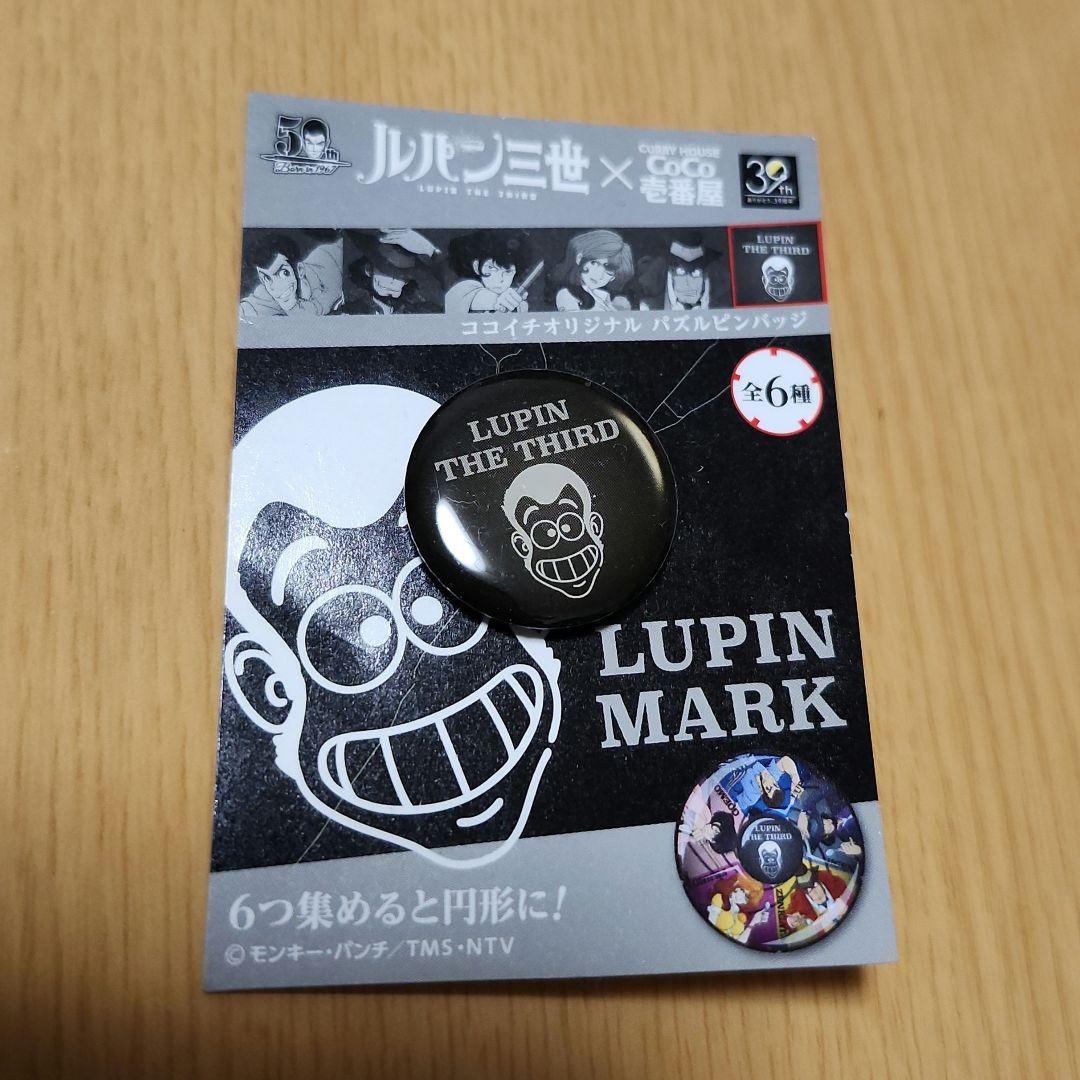 50th
Born in 1967
ルパン三世
LUPIN THE THIRD
×
CURRY HOUSE
CoCo
壱番屋
39th
LUPIN
THE THIRD
ココイチオリジナル パズルピンバッジ
全6種
LUPIN
THE THIRD
LUPIN
MARK
LUPIN
THE THIRD
GOEMON
6つ集めると円形に!
©モンキー・パンチ/TMS・NTV